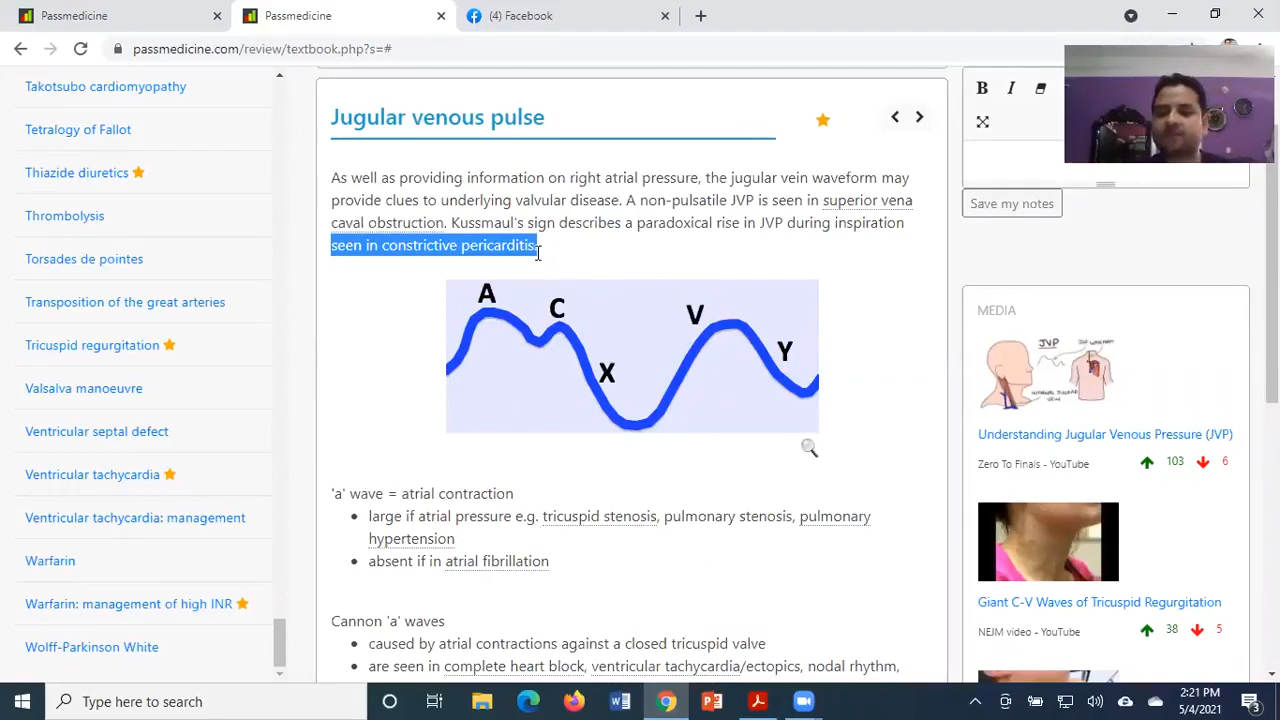 Passmedicine
Passmedicine
(4) Facebook
passmedicine.com/review/textbook.php?s=#
Takotsubo cardiomyopathy
Tetralogy of Fallot
Thiazide diuretics
Thrombolysis
Torsades de pointes
Transposition of the great arteries
Tricuspid regurgitation
Valsalva manoeuvre
Ventricular septal defect
Ventricular tachycardia
Ventricular tachycardia: management
Warfarin
Warfarin: management of high INR
Wolff-Parkinson White
Jugular venous pulse
As well as providing information on right atrial pressure, the jugular vein waveform may
provide clues to underlying valvular disease. A non-pulsatile JVP is seen in superior vena
caval obstruction. Kussmaul's sign describes a paradoxical rise in JVP during inspiration
seen in constrictive pericarditis.
A
C
X
V
Y
'a' wave = atrial contraction
large if atrial pressure e.g. tricuspid stenosis, pulmonary stenosis, pulmonary
hypertension
absent if in atrial fibrillation
Cannon 'a' waves
caused by atrial contractions against a closed tricuspid valve
are seen in complete heart block, ventricular tachycardia/ectopics, nodal rhythm,
B I
Save my notes
MEDIA
JVP
Understanding Jugular Venous Pressure (JVP)
Zero To Finals - YouTube
103
6
Giant C-V Waves of Tricuspid Regurgitation
NEJM video - YouTube
38
5
Type here to search
2:21 PM
5/4/2021
3